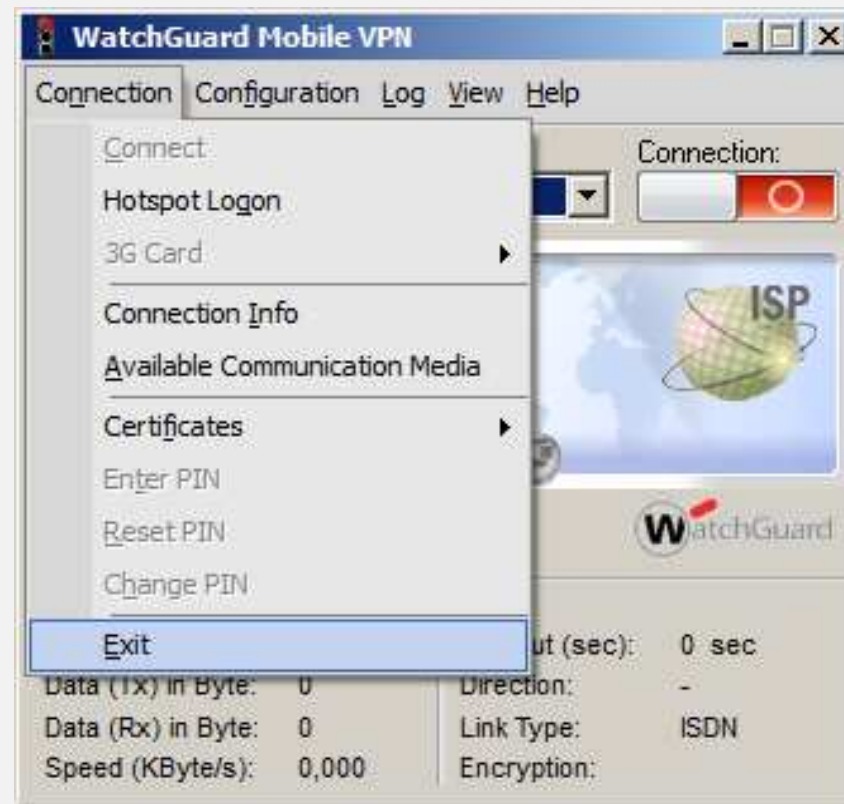 WatchGuard Mobile VPN
Connection Configuration Log View Help
Connect
Connection:
Hotspot Logon
3G Card
Connection Info
ISP
Available Communication Media
Certificates
Enter PIN
Reset PIN
WatchGuard
Change PIN
Exit
(sec): 0 sec
Data (Tx) in Byte: 0 Direction: -
Data (Rx) in Byte: 0 Link Type: ISDN
Speed (KByte/s): 0,000 Encryption: